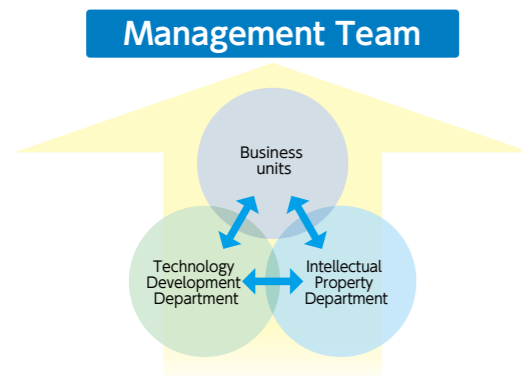 Management Team
Business
units
Technology
Development
Department
Intellectual
Property
Department